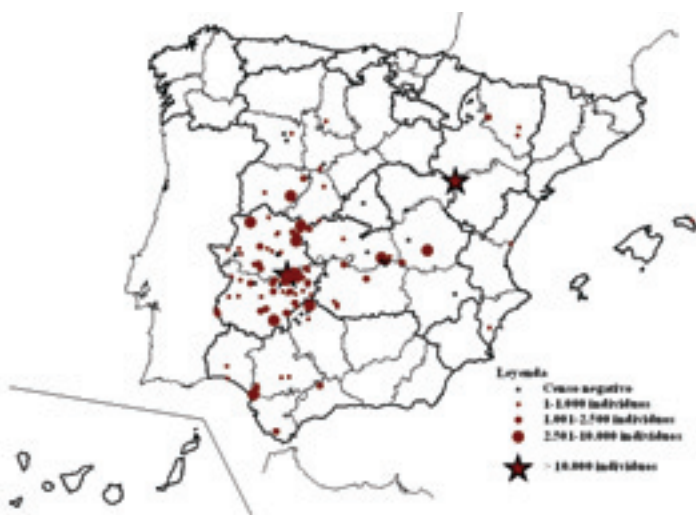 Leyenda
Censo negativo
1-1.000 individuos
1.001-2.500 individuos
2.501-10.000 individuos
> 10.000 individuos